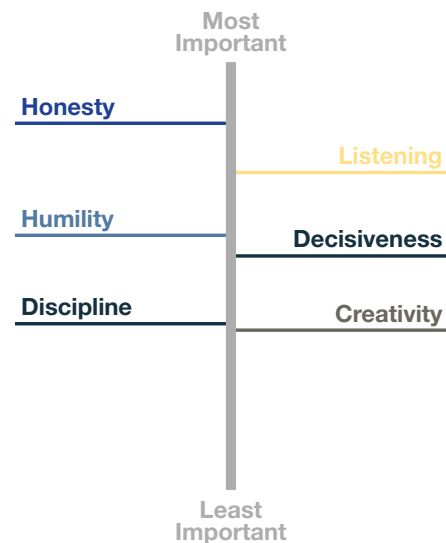 Most
Important
Honesty
Listening
Humility
Decisiveness
Discipline
Creativity
Least
Important